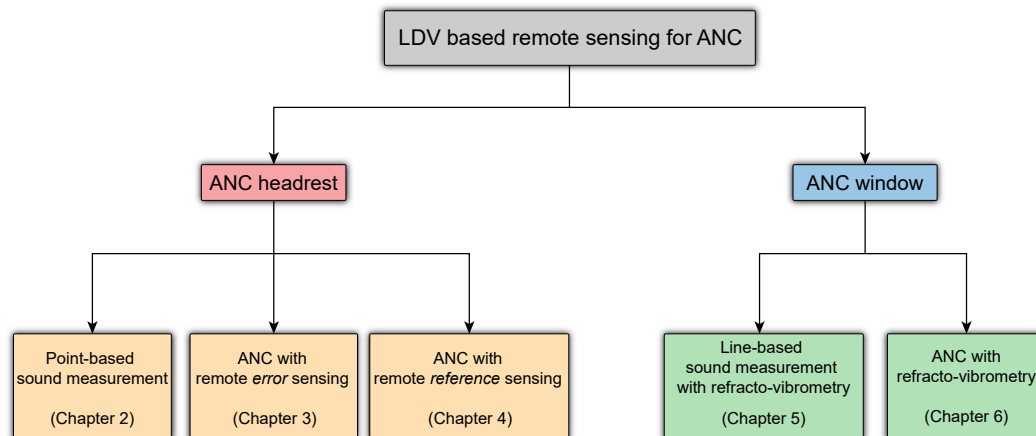 LDV based remote sensing for ANC
ANC headrest
ANC window
Point-based
sound measurement
(Chapter 2)
ANC with
remote error sensing
(Chapter 3)
ANC with
remote reference sensing
(Chapter 4)
Line-based
sound measurement
with refracto-vibrometry
(Chapter 5)
ANC with
refracto-vibrometry
(Chapter 6)